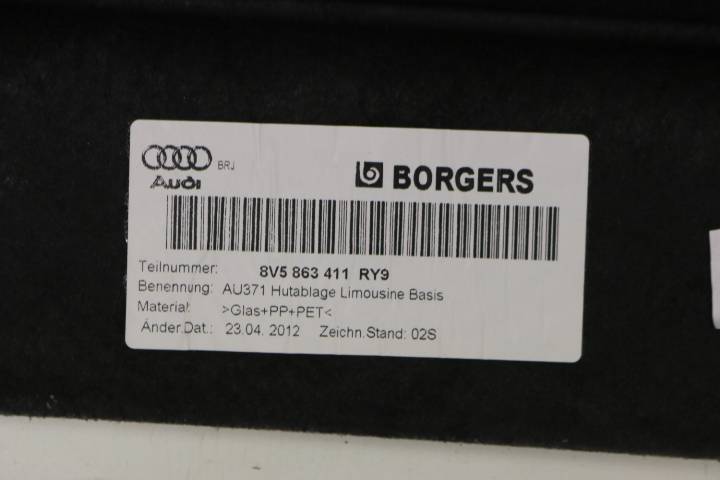 Audi BRJ
BORGERS
Teilnummer: 8V5 863 411 RY9
Benennung: AU371 Hutablage Limousine Basis
Material: >Glas+PP+PET<
Änder.Dat.: 23.04. 2012 Zeichn.Stand: 02S